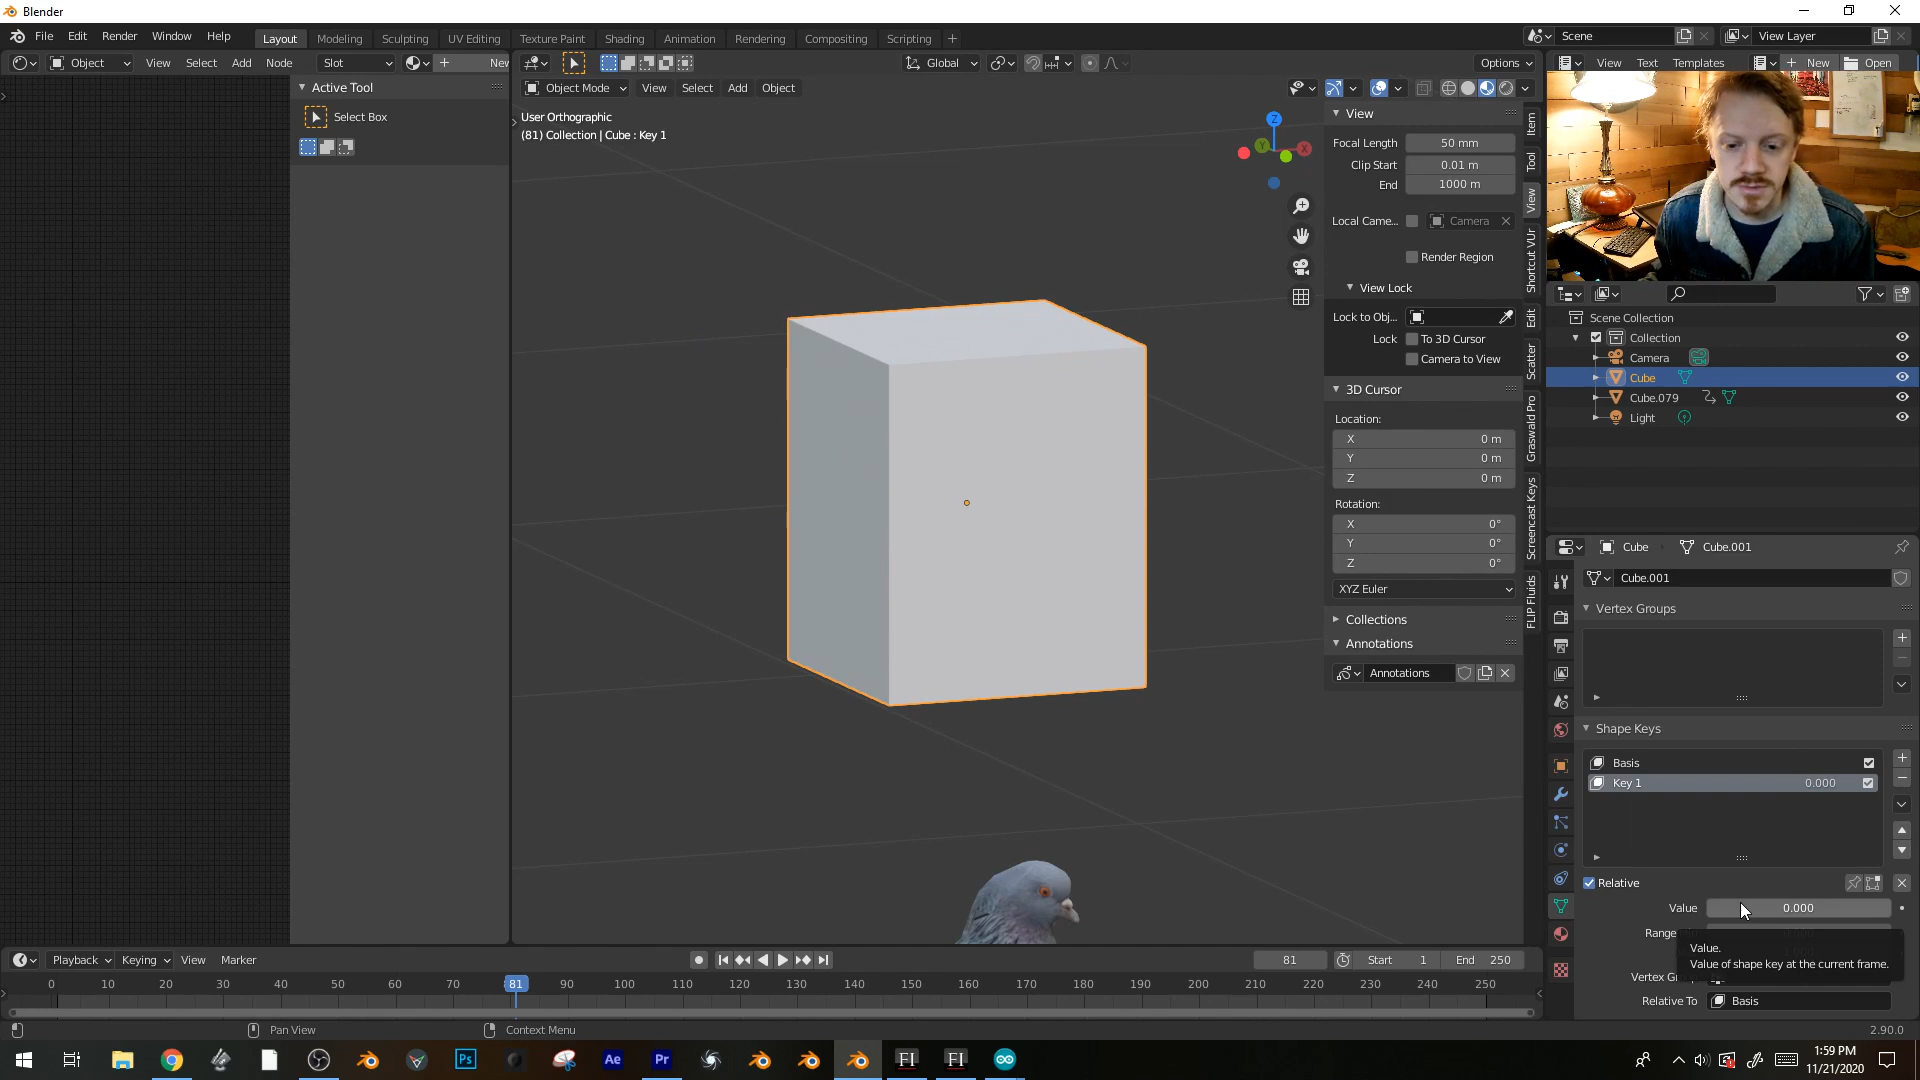 Blender
File Edit Render Window Help
Layout Modeling Sculpting UV Editing Texture Paint Shading Animation Rendering Compositing Scripting +
Scene
View Layer
Object View Select Add Node Slot New
Global
Options
View Text Templates New Open
Active Tool
Select Box
Object Mode View Select Add Object
User Orthographic
(81) Collection | Cube : Key 1
Z
Y
X
View
Focal Length 50 mm
Clip Start 0.01 m
End 1000 m
Local Came... Camera
Render Region
View Lock
Lock to Obj...
Lock To 3D Cursor
Camera to View
3D Cursor
Location:
X 0 m
Y 0 m
Z 0 m
Rotation:
X 0°
Y 0°
Z 0°
XYZ Euler
Collections
Annotations
Annotations
Item
Tool
View
Shortcut VUr
Edit
Scatter
Graswald Pro
Screencast Keys
FLIP Fluids
Scene Collection
Collection
Camera
Cube
Cube.079
Light
Cube Cube.001
Cube.001
Vertex Groups
Shape Keys
Basis
Key 1 0.000
Relative
Value 0.000
Range
Value.
Value of shape key at the current frame.
Vertex Gr
Relative To Basis
Playback Keying View Marker
81 Start 1 End 250
0 10 20 30 40 50 60 70 81 90 100 110 120 130 140 150 160 170 180 190 200 210 220 230 240 250
Pan View Context Menu
2.90.0
Ps Ae Pr FI FI
1:59 PM
11/21/2020